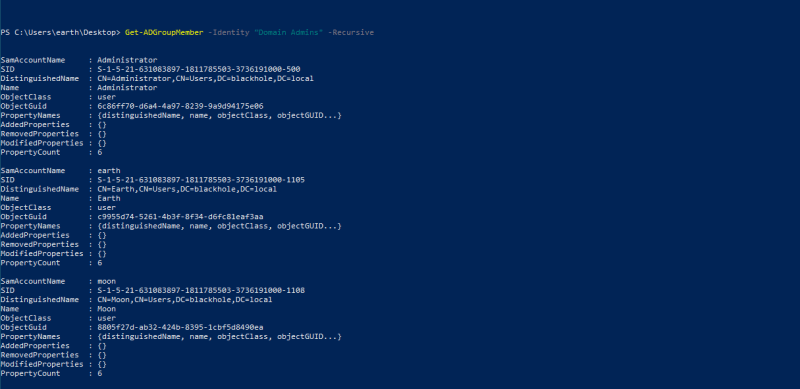 PS C:\Users\earth\Desktop> Get-ADGroupMember -Identity "Domain Admins" -Recursive
SamAccountName : Administrator
SID : S-1-5-21-631083897-1811785503-3736191000-500
DistinguishedName : CN=Administrator,CN=Users,DC=blackhole,DC=local
Name : Administrator
ObjectClass : user
ObjectGuid : 6c86ff70-d6a4-4a97-8239-9a9d94175e06
PropertyNames : {distinguishedName, name, objectClass, objectGUID...}
AddedProperties : {}
RemovedProperties : {}
ModifiedProperties : {}
PropertyCount : 6
SamAccountName : earth
SID : S-1-5-21-631083897-1811785503-3736191000-1105
DistinguishedName : CN=Earth,CN=Users,DC=blackhole,DC=local
Name : Earth
ObjectClass : user
ObjectGuid : c9955d74-5261-4b3f-8f34-d6fc81eaf3aa
PropertyNames : {distinguishedName, name, objectClass, objectGUID...}
AddedProperties : {}
RemovedProperties : {}
ModifiedProperties : {}
PropertyCount : 6
SamAccountName : moon
SID : S-1-5-21-631083897-1811785503-3736191000-1108
DistinguishedName : CN=Moon,CN=Users,DC=blackhole,DC=local
Name : Moon
ObjectClass : user
ObjectGuid : 8805f27d-ab32-424b-8395-1cbf5d8490ea
PropertyNames : {distinguishedName, name, objectClass, objectGUID...}
AddedProperties : {}
RemovedProperties : {}
ModifiedProperties : {}
PropertyCount : 6